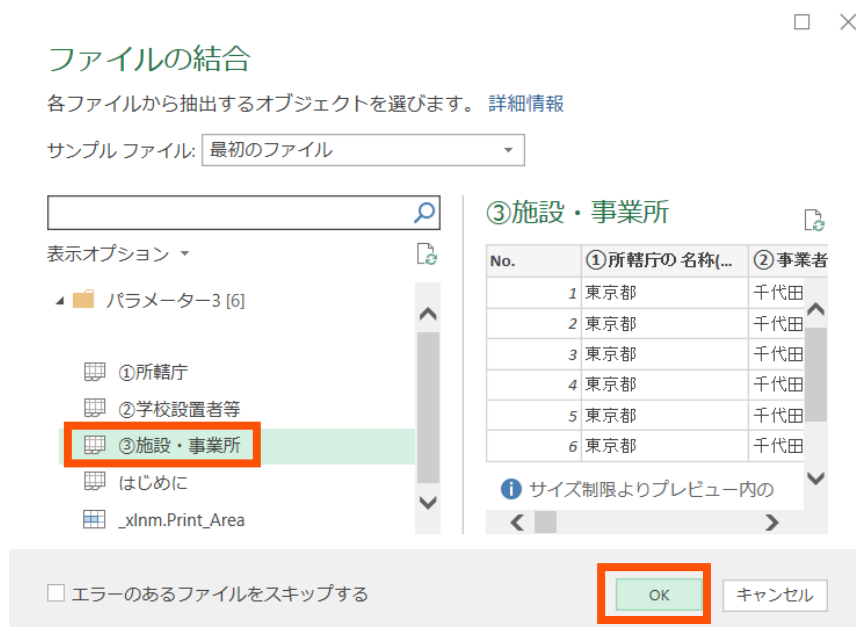 ファイルの結合
各ファイルから抽出するオブジェクトを選びます。 詳細情報
サンプル ファイル: 最初のファイル
表示オプション
パラメーター3 [6]
①所轄庁
②学校設置者等
③施設・事業所
はじめに
_xlnm.Print_Area
③施設・事業所
No. ①所轄庁の 名称(... ②事業者
1 東京都 千代田
2 東京都 千代田
3 東京都 千代田
4 東京都 千代田
5 東京都 千代田
6 東京都 千代田
サイズ制限よりプレビュー内の
エラーのあるファイルをスキップする
OK キャンセル